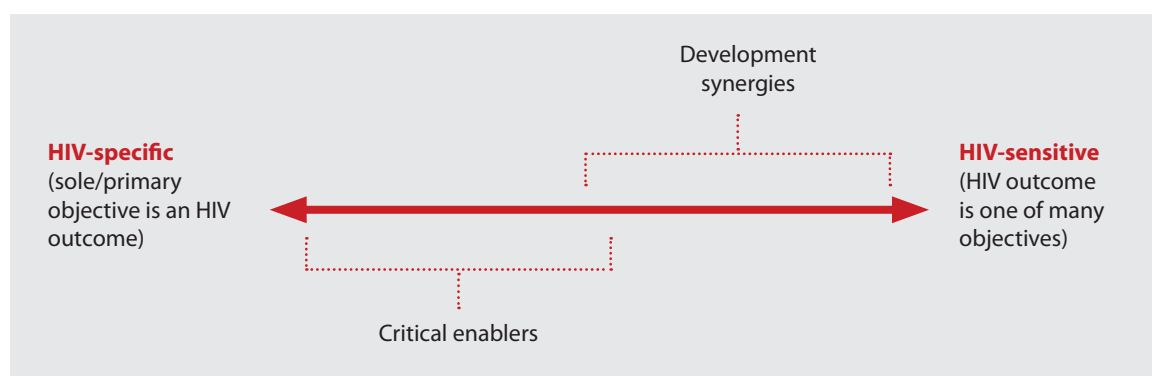 Development
synergies
HIV-specific
(sole/primary
objective is an HIV
outcome)
HIV-sensitive
(HIV outcome
is one of many
objectives)
Critical enablers